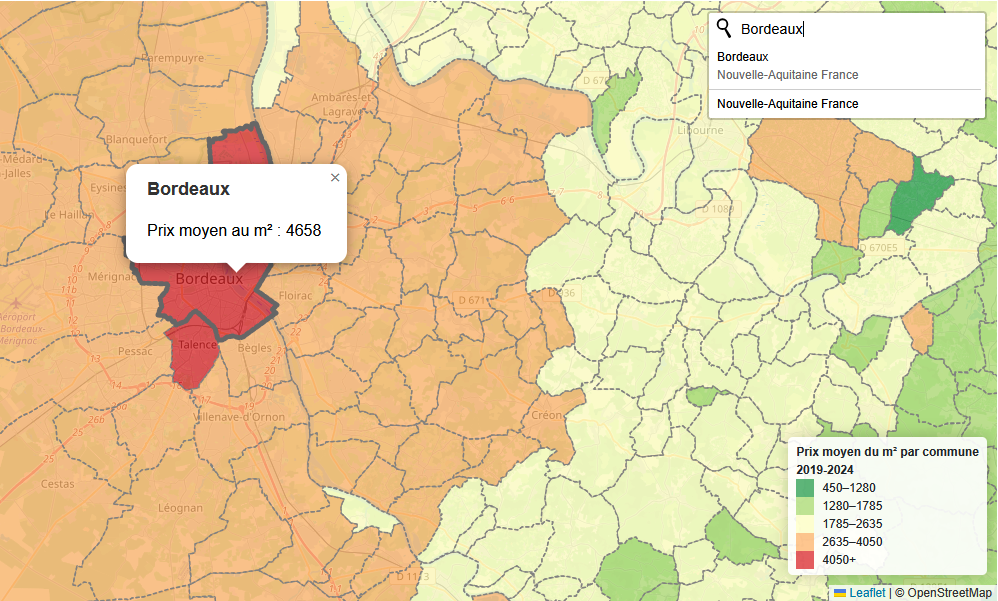 Bordeaux
Bordeaux
Nouvelle-Aquitaine France
Nouvelle-Aquitaine France
Parempuyre
D 670
Ambarès-et-
Lagrave
Libourne
Blanquefort
-Médard
-Jalles
Eysines
Le Haillan
Bordeaux
×
Prix moyen au m² : 4658
D 1089
D 670E5
Mérignac
Bordeaux
Floirac
D 671
D 936
Aéroport
Bordeaux-
Mérignac
Pessac
Talence
Bègles
Villenave-d'Ornon
Créon
Cestas
Léognan
D 1113
Prix moyen du m² par commune
2019-2024
450–1280
1280–1785
1785–2635
2635–4050
4050+
Leaflet | © OpenStreetMap